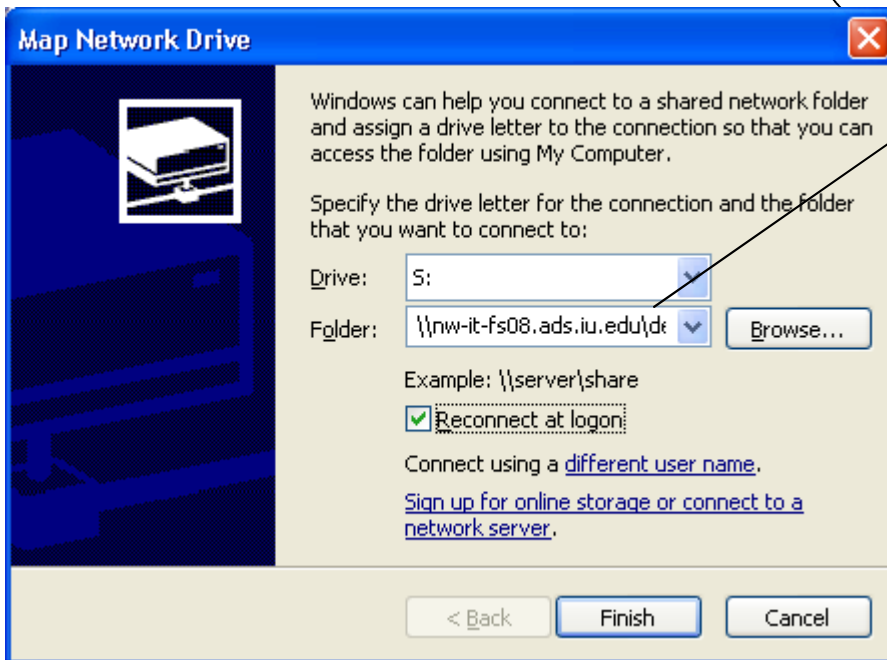 Map Network Drive
Windows can help you connect to a shared network folder
and assign a drive letter to the connection so that you can
access the folder using My Computer.
Specify the drive letter for the connection and the folder
that you want to connect to:
Drive: S:
Folder: \\nw-it-fs08.ads.iu.edu\de Browse...
Example: \\server\share
Reconnect at logon
Connect using a different user name.
Sign up for online storage or connect to a
network server.
< Back Finish Cancel